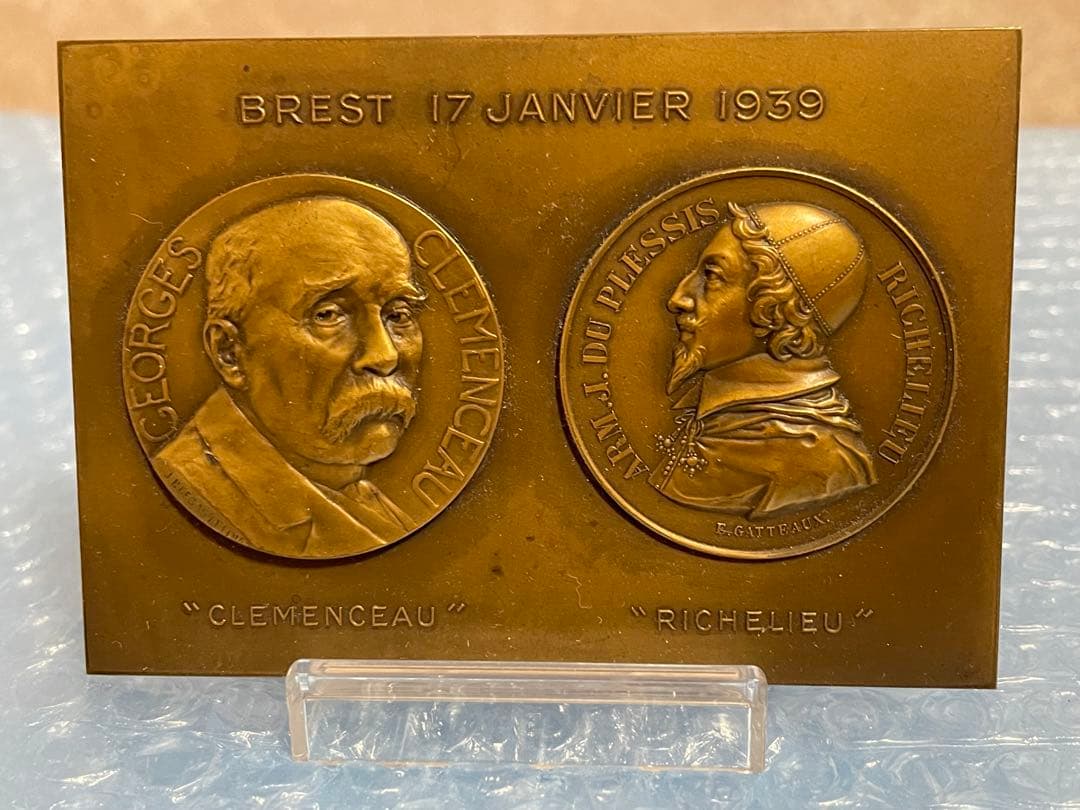 BREST 17 JANVIER 1939
GEORGES CLEMENCEAU
ARM. J. DU PLESSIS RICHELIEU
E. GATTEAUX.
"CLEMENCEAU"
"RICHELIEU"